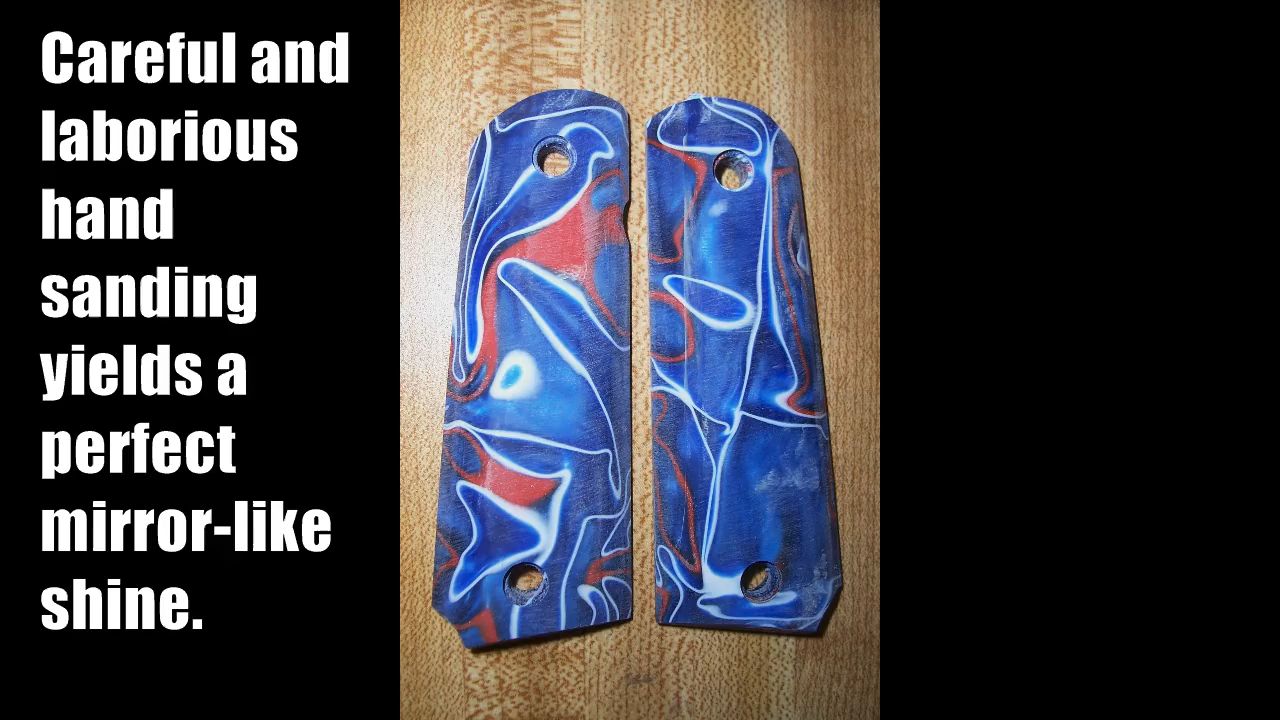 Careful and
laborious
hand
sanding
yields a
perfect
mirror-like
shine.